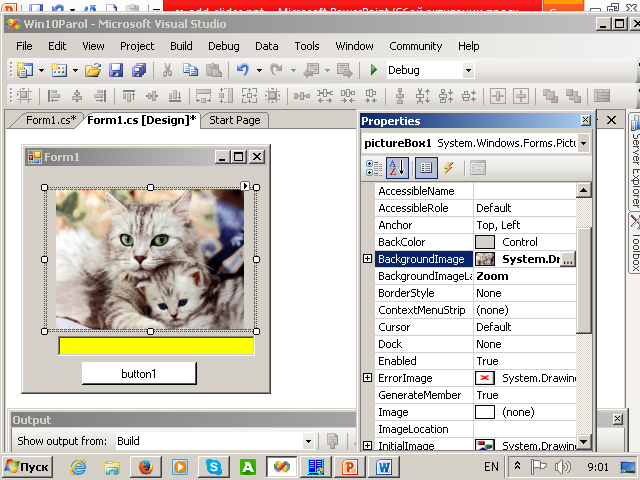 Win10Parol - Microsoft Visual Studio
File Edit View Project Build Debug Data Tools Window Community Help
Debug
Form1.cs* Form1.cs [Design]* Start Page
Form1
button1
Properties
pictureBox1 System.Windows.Forms.Pictu
AccessibleName
AccessibleRole Default
Anchor Top, Left
BackColor Control
BackgroundImage System.Dr ...
BackgroundImageLa Zoom
BorderStyle None
ContextMenuStrip (none)
Cursor Default
Dock None
Enabled True
ErrorImage System.Drawin
GenerateMember True
Image (none)
ImageLocation
InitialImage System.Drawin
Server Explorer
Toolbox
Output
Show output from: Build
Пуск
EN
9:01